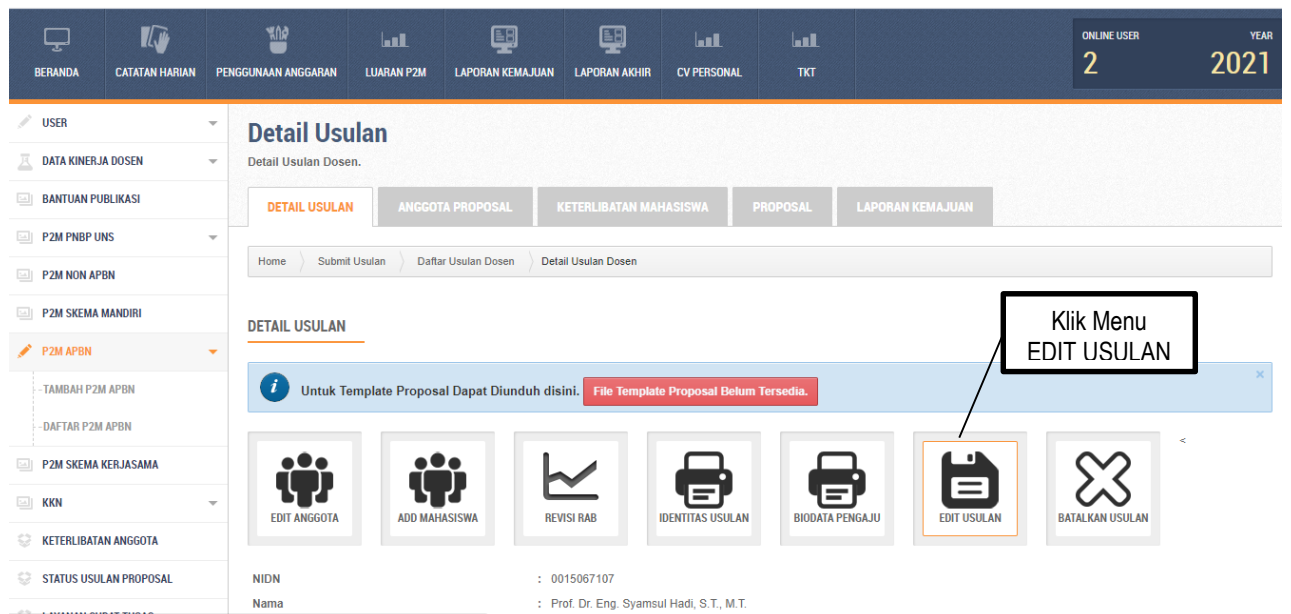 ONLINE USER YEAR
2 2021
BERANDA CATATAN HARIAN PENGGUNAAN ANGGARAN LUARAN P2M LAPORAN KEMAJUAN LAPORAN AKHIR CV PERSONAL TKT
USER
DATA KINERJA DOSEN
BANTUAN PUBLIKASI
P2M PNBP UNS
P2M NON APBN
P2M SKEMA MANDIRI
P2M APBN
TAMBAH P2M APBN
DAFTAR P2M APBN
P2M SKEMA KERJASAMA
KKN
KETERLIBATAN ANGGOTA
STATUS USULAN PROPOSAL
Detail Usulan
Detail Usulan Dosen.
DETAIL USULAN ANGGOTA PROPOSAL KETERLIBATAN MAHASISWA PROPOSAL LAPORAN KEMAJUAN
Home Submit Usulan Daftar Usulan Dosen Detail Usulan Dosen
Klik Menu
EDIT USULAN
DETAIL USULAN
i Untuk Template Proposal Dapat Diunduh disini. File Template Proposal Belum Tersedia. ×
<
EDIT ANGGOTA ADD MAHASISWA REVISI RAB IDENTITAS USULAN BIODATA PENGAJU EDIT USULAN BATALKAN USULAN
NIDN : 0015067107
Nama : Prof. Dr. Eng. Syamsul Hadi, S.T., M.T.